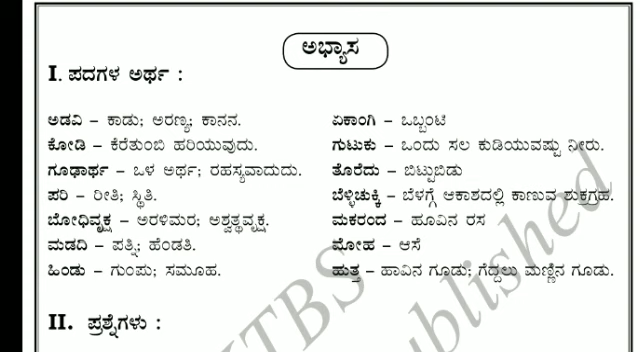 ಅಭ್ಯಾಸ
I. ಪದಗಳ ಅರ್ಥ :
ಅಡವಿ – ಕಾಡು; ಅರಣ್ಯ; ಕಾನನ.
ಕೋಡಿ – ಕೆರೆತುಂಬಿ ಹರಿಯುವುದು.
ಗೂಢಾರ್ಥ – ಒಳ ಅರ್ಥ; ರಹಸ್ಯವಾದುದು.
ಪರಿ – ರೀತಿ; ಸ್ಥಿತಿ.
ಬೋಧಿವೃಕ್ಷ – ಅರಳಿಮರ; ಅಶ್ವತ್ಥವೃಕ್ಷ.
ಮಡದಿ – ಪತ್ನಿ; ಹೆಂಡತಿ.
ಹಿಂಡು – ಗುಂಪು; ಸಮೂಹ.
ಏಕಾಂಗಿ – ಒಬ್ಬಂಟಿ
ಗುಟುಕು – ಒಂದು ಸಲ ಕುಡಿಯುವಷ್ಟು ನೀರು.
ತೊರೆದು – ಬಿಟ್ಟುಬಿಡು
ಬೆಳ್ಳಿಚುಕ್ಕಿ – ಬೆಳಗ್ಗೆ ಆಕಾಶದಲ್ಲಿ ಕಾಣುವ ಶುಕ್ರಗ್ರಹ.
ಮಕರಂದ – ಹೂವಿನ ರಸ
ಮೋಹ – ಆಸೆ
ಹುತ್ತ – ಹಾವಿನ ಗೂಡು; ಗೆದ್ದಲು ಮಣ್ಣಿನ ಗೂಡು.
II. ಪ್ರಶ್ನೆಗಳು :
KTBS
published